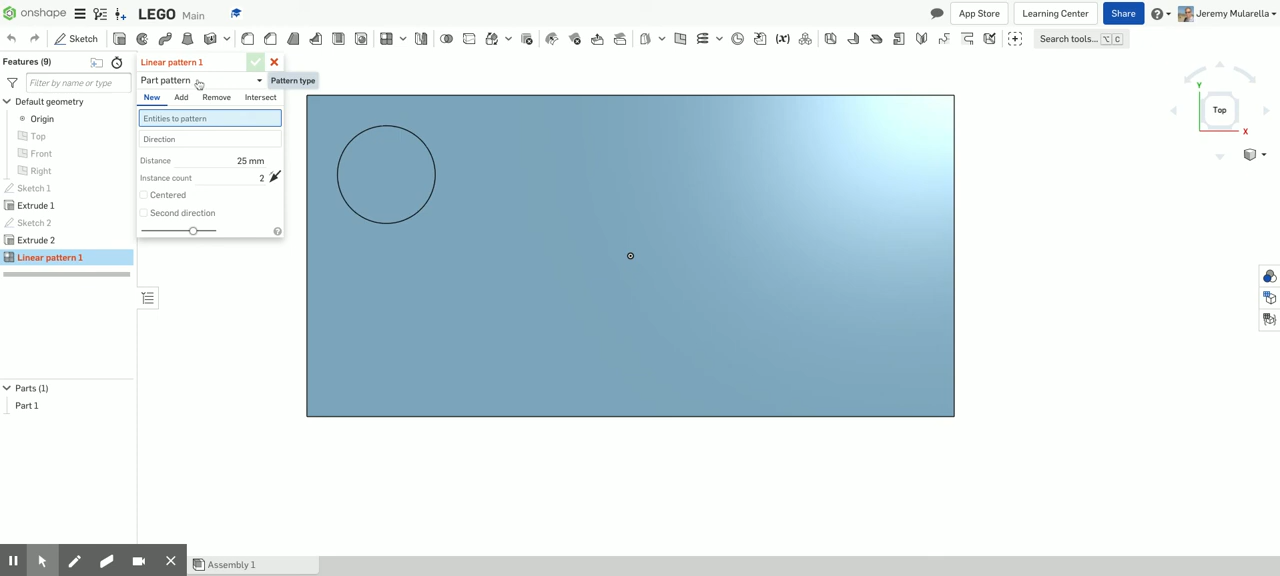 onshape LEGO Main App Store Learning Center Share Jeremy Mularella
Sketch Search tools... ⌥ C
Features (9)
Filter by name or type
Default geometry
Origin
Top
Front
Right
Sketch 1
Extrude 1
Sketch 2
Extrude 2
Linear pattern 1
Parts (1)
Part 1
Linear pattern 1
Part pattern Pattern type
New Add Remove Intersect
Entities to pattern
Direction
Distance 25 mm
Instance count 2
Centered
Second direction
Y
Top
X
Assembly 1